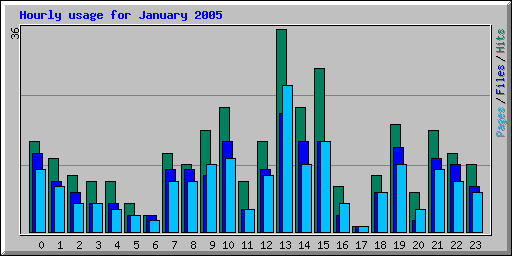 Hourly usage for January 2005
36
Pages/Files/Hits
0 1 2 3 4 5 6 7 8 9 10 11 12 13 14 15 16 17 18 19 20 21 22 23